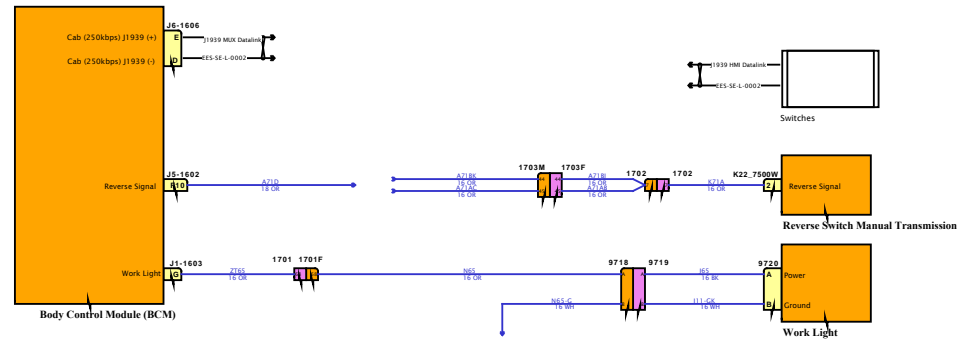 J6-1606
Cab (250kbps) J1939 (+)
E
J1939 MUX Datalink
Cab (250kbps) J1939 (-)
D
EES-SE-L-0002
J1939 HMI Datalink
EES-SE-L-0002
Switches
J5-1602
Reverse Signal
F10
A71D
18 OR
1703M
1703F
A71BK
16 OR
A71BJ
16 OR
A71AC
16 OR
A71AB
16 OR
1702
1702
K71A
16 OR
K22_7500W
2
Reverse Signal
Reverse Switch Manual Transmission
J1-1603
Work Light
G
ZT65
16 OR
1701
1701F
N65
16 OR
9718
9719
A
A
J65
16 BK
9720
A
Power
N65-G
16 WH
J11-GK
16 WH
B
Ground
Body Control Module (BCM)
Work Light